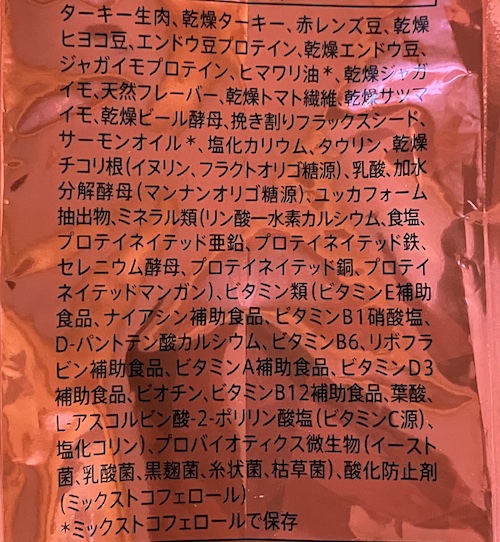 ターキー生肉、乾燥ターキー、赤レンズ豆、乾燥
ヒヨコ豆、エンドウ豆プロテイン、乾燥エンドウ豆、
ジャガイモプロテイン、ヒマワリ油*、乾燥ジャガ
イモ、天然フレーバー、乾燥トマト繊維、乾燥サツマ
イモ、乾燥ビール酵母、挽き割りフラックスシード、
サーモンオイル*、塩化カリウム、タウリン、乾燥
チコリ根(イヌリン、フラクトオリゴ糖源)、乳酸、加水
分解酵母(マンナンオリゴ糖源)、ユッカフォーム
抽出物、ミネラル類(リン酸一水素カルシウム、食塩、
プロテイネイテッド亜鉛、プロテイネイテッド鉄、
セレニウム酵母、プロテイネイテッド銅、プロテイ
ネイテッドマンガン)、ビタミン類(ビタミンE補助
食品、ナイアシン補助食品、ビタミンB1硝酸塩、
D-パントテン酸カルシウム、ビタミンB6、リボフラ
ビン補助食品、ビタミンA補助食品、ビタミンD3
補助食品、ビオチン、ビタミンB12補助食品、葉酸、
L-アスコルビン酸-2-ポリリン酸塩(ビタミンC源)、
塩化コリン)、プロバイオティクス微生物(イースト
菌、乳酸菌、黒麹菌、糸状菌、枯草菌)、酸化防止剤
(ミックストコフェロール)
*ミックストコフェロールで保存